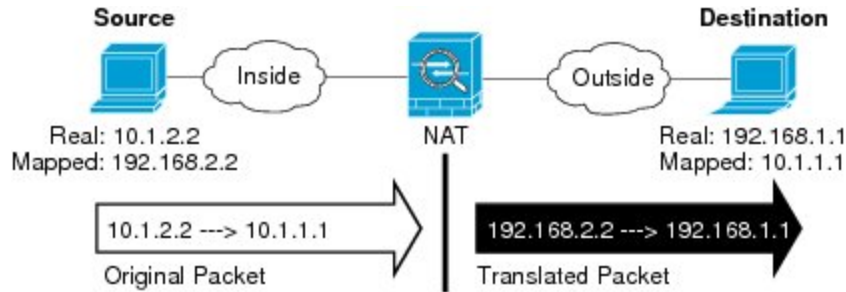 Source
Destination
Inside
Outside
NAT
Real: 10.1.2.2
Mapped: 192.168.2.2
Real: 192.168.1.1
Mapped: 10.1.1.1
10.1.2.2 ---> 10.1.1.1
192.168.2.2 ---> 192.168.1.1
Original Packet
Translated Packet